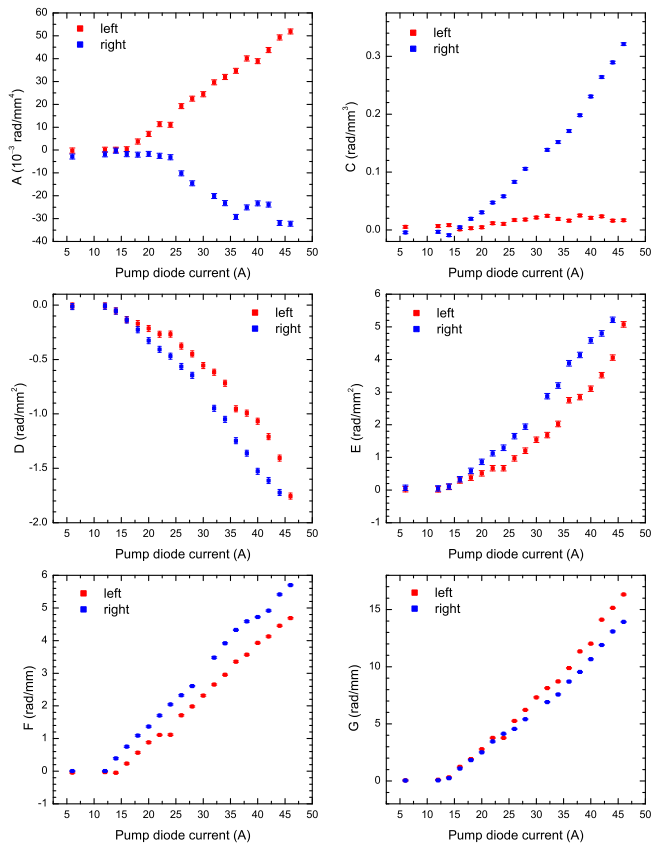 60
50
40
30
20
10
0
-10
-20
-30
-40
A (10⁻³ rad/mm⁴)
left
right
5 10 15 20 25 30 35 40 45 50
Pump diode current (A)
0.3
0.2
0.1
0.0
C (rad/mm³)
left
right
5 10 15 20 25 30 35 40 45 50
Pump diode current (A)
0.0
-0.5
-1.0
-1.5
-2.0
D (rad/mm²)
left
right
5 10 15 20 25 30 35 40 45 50
Pump diode current (A)
6
5
4
3
2
1
0
-1
E (rad/mm²)
left
right
5 10 15 20 25 30 35 40 45 50
Pump diode current (A)
6
5
4
3
2
1
0
-1
F (rad/mm)
left
right
5 10 15 20 25 30 35 40 45 50
Pump diode current (A)
15
10
5
0
G (rad/mm)
left
right
5 10 15 20 25 30 35 40 45 50
Pump diode current (A)